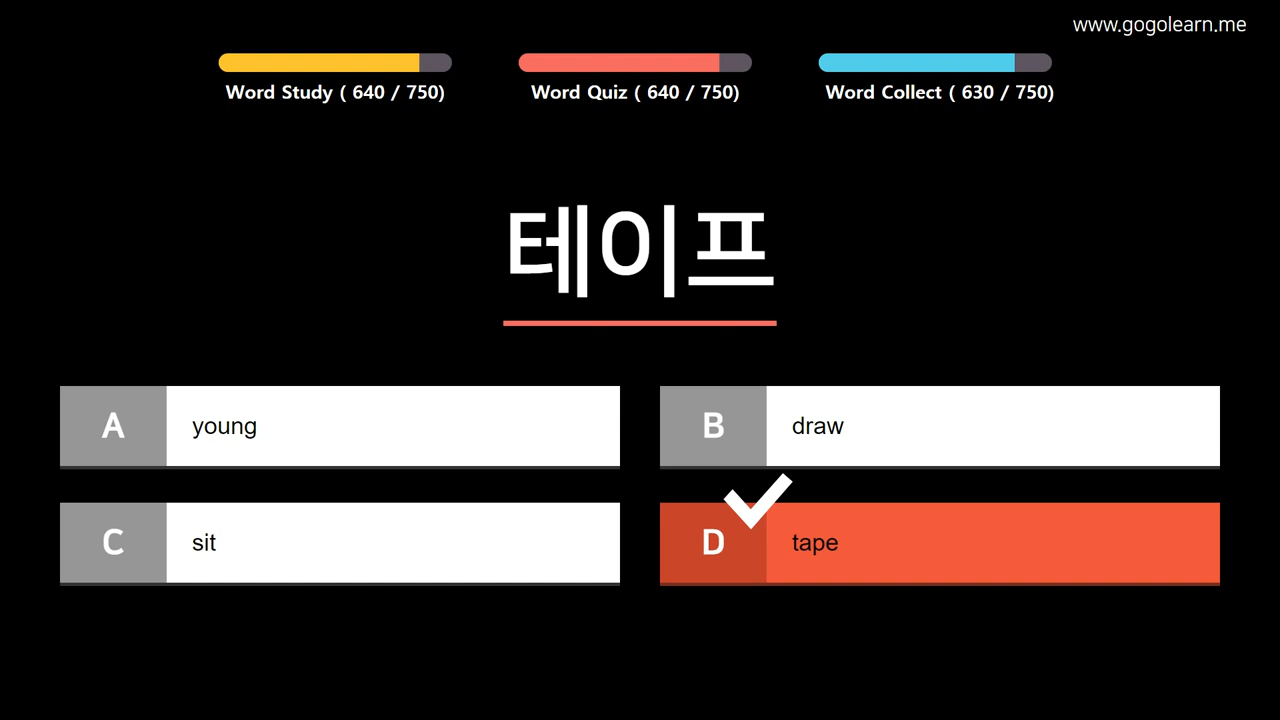 www.gogolearn.me
Word Study ( 640 / 750)
Word Quiz ( 640 / 750)
Word Collect ( 630 / 750)
테이프
A young
B draw
C sit
D tape